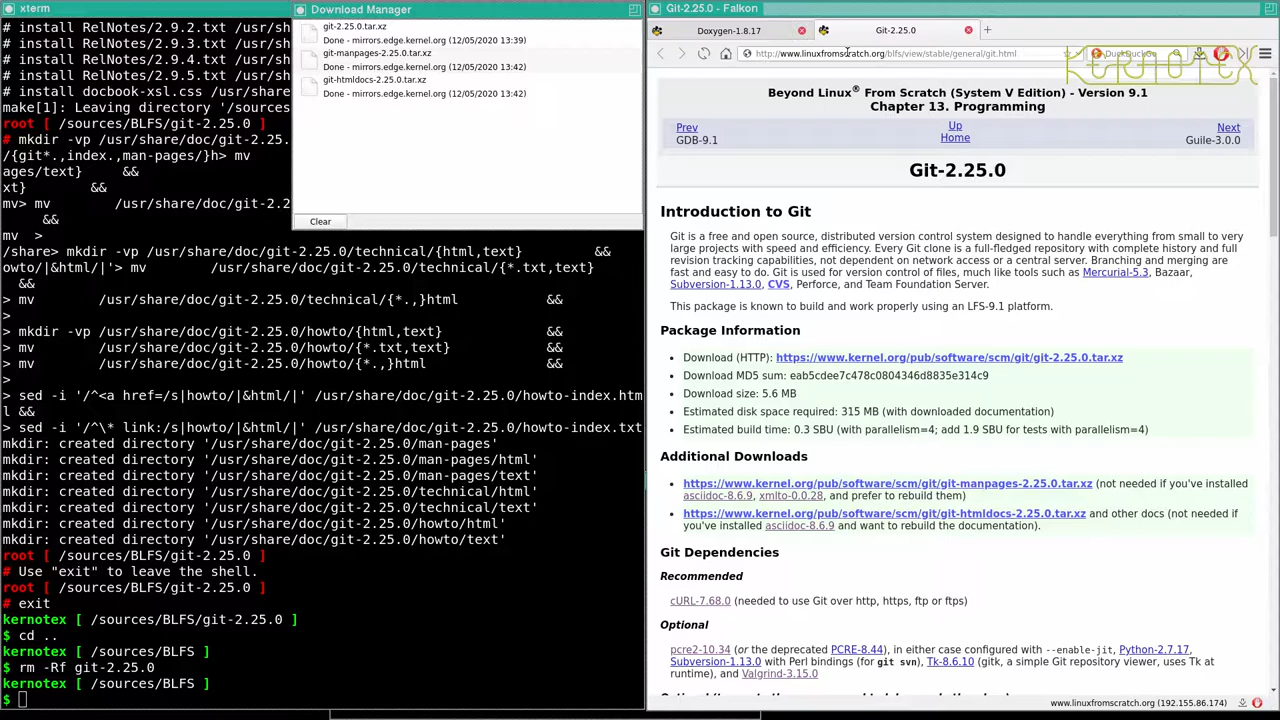 xterm
# install RelNotes/2.9.2.txt /usr/sh
# install RelNotes/2.9.3.txt /usr/sh
# install RelNotes/2.9.4.txt /usr/sh
# install RelNotes/2.9.5.txt /usr/sh
# install docbook-xsl.css /usr/share
make[1]: Leaving directory '/sources
root [ /sources/BLFS/git-2.25.0 ]
# mkdir -vp /usr/share/doc/git-2.25.
/{git*.,index.,man-pages/}h> mv
ages/text}     &&
xt}        &&
mv> mv       /usr/share/doc/git-2.2
&&
mv  >
/share> mkdir -vp /usr/share/doc/git-2.25.0/technical/{html,text}         &&
owto/|&html/|'> mv       /usr/share/doc/git-2.25.0/technical/{*.txt,text}
&&
> mv       /usr/share/doc/git-2.25.0/technical/{*.,}html           &&
>
> mkdir -vp /usr/share/doc/git-2.25.0/howto/{html,text}             &&
> mv       /usr/share/doc/git-2.25.0/howto/{*.txt,text}            &&
> mv       /usr/share/doc/git-2.25.0/howto/{*.,}html               &&
>
> sed -i '/^<a href=/s|howto/|&html/|' /usr/share/doc/git-2.25.0/howto-index.htm
l &&
> sed -i '/^\* link:/s|howto/|&html/|' /usr/share/doc/git-2.25.0/howto-index.txt
mkdir: created directory '/usr/share/doc/git-2.25.0/man-pages'
mkdir: created directory '/usr/share/doc/git-2.25.0/man-pages/html'
mkdir: created directory '/usr/share/doc/git-2.25.0/man-pages/text'
mkdir: created directory '/usr/share/doc/git-2.25.0/technical/html'
mkdir: created directory '/usr/share/doc/git-2.25.0/technical/text'
mkdir: created directory '/usr/share/doc/git-2.25.0/howto/html'
mkdir: created directory '/usr/share/doc/git-2.25.0/howto/text'
root [ /sources/BLFS/git-2.25.0 ]
# Use "exit" to leave the shell.
root [ /sources/BLFS/git-2.25.0 ]
# exit
kernotex [ /sources/BLFS/git-2.25.0 ]
$ cd ..
kernotex [ /sources/BLFS ]
$ rm -Rf git-2.25.0
kernotex [ /sources/BLFS ]
$
Download Manager
git-2.25.0.tar.xz
Done - mirrors.edge.kernel.org (12/05/2020 13:39)
git-manpages-2.25.0.tar.xz
Done - mirrors.edge.kernel.org (12/05/2020 13:42)
git-htmldocs-2.25.0.tar.xz
Done - mirrors.edge.kernel.org (12/05/2020 13:42)
Clear
Git-2.25.0 - Falkon
Doxygen-1.8.17
Git-2.25.0
http://www.linuxfromscratch.org/blfs/view/stable/general/git.html
DuckDuckGo
KERNOTEX
Beyond Linux® From Scratch (System V Edition) - Version 9.1
Chapter 13. Programming
Prev Up Next
GDB-9.1 Home Guile-3.0.0
Git-2.25.0
Introduction to Git
Git is a free and open source, distributed version control system designed to handle everything from small to very
large projects with speed and efficiency. Every Git clone is a full-fledged repository with complete history and full
revision tracking capabilities, not dependent on network access or a central server. Branching and merging are
fast and easy to do. Git is used for version control of files, much like tools such as Mercurial-5.3, Bazaar,
Subversion-1.13.0, CVS, Perforce, and Team Foundation Server.
This package is known to build and work properly using an LFS-9.1 platform.
Package Information
• Download (HTTP): https://www.kernel.org/pub/software/scm/git/git-2.25.0.tar.xz
• Download MD5 sum: eab5cdee7c478c0804346d8835e314c9
• Download size: 5.6 MB
• Estimated disk space required: 315 MB (with downloaded documentation)
• Estimated build time: 0.3 SBU (with parallelism=4; add 1.9 SBU for tests with parallelism=4)
Additional Downloads
• https://www.kernel.org/pub/software/scm/git/git-manpages-2.25.0.tar.xz (not needed if you've installed
asciidoc-8.6.9, xmlto-0.0.28, and prefer to rebuild them)
• https://www.kernel.org/pub/software/scm/git/git-htmldocs-2.25.0.tar.xz and other docs (not needed if
you've installed asciidoc-8.6.9 and want to rebuild the documentation).
Git Dependencies
Recommended
cURL-7.68.0 (needed to use Git over http, https, ftp or ftps)
Optional
pcre2-10.34 (or the deprecated PCRE-8.44), in either case configured with --enable-jit, Python-2.7.17,
Subversion-1.13.0 with Perl bindings (for git svn), Tk-8.6.10 (gitk, a simple Git repository viewer, uses Tk at
runtime), and Valgrind-3.15.0
www.linuxfromscratch.org (192.155.86.174)